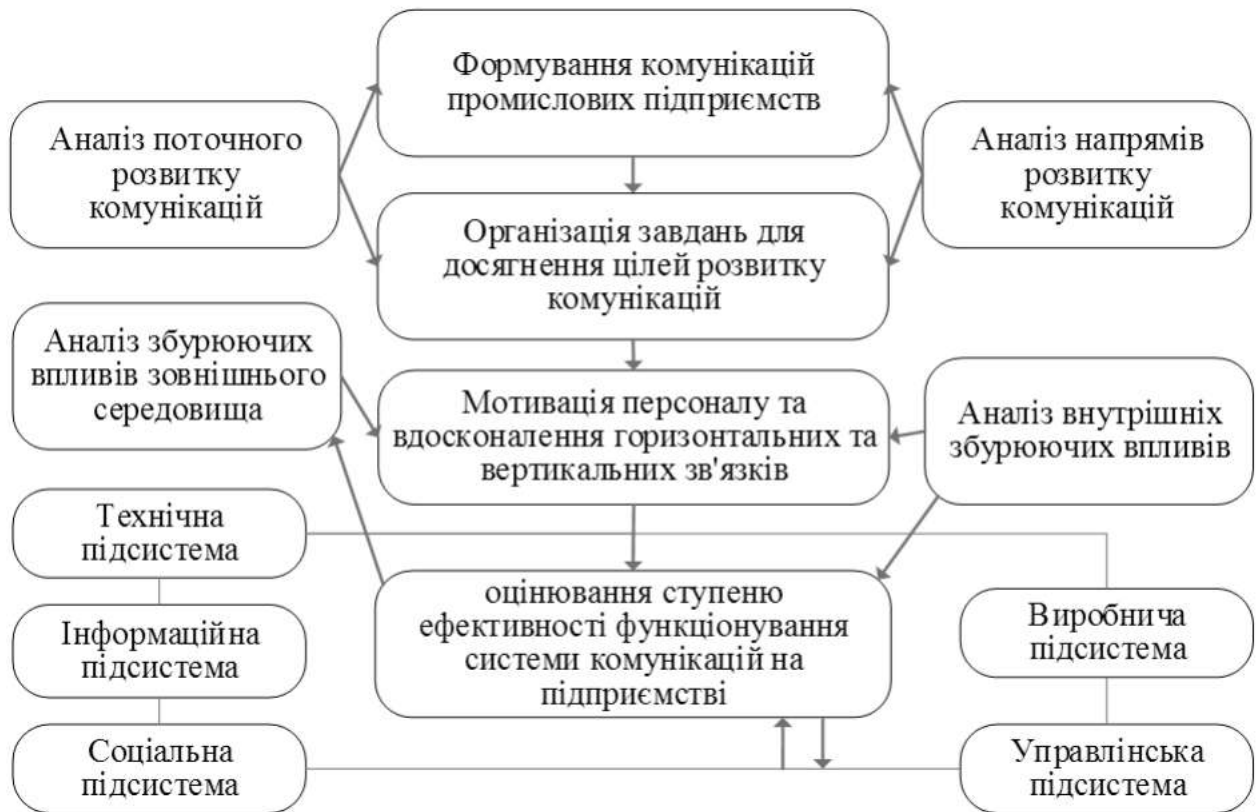 Формування комунікацій
промислових підприємств
Аналіз поточного
розвитку
комунікацій
Аналіз напрямів
розвитку
комунікацій
Організація завдань для
досягнення цілей розвитку
комунікацій
Аналіз збурюючих
впливів зовнішнього
середовища
Мотивація персоналу та
вдосконалення горизонтальних та
вертикальних зв'язків
Аналіз внутрішніх
збурюючих впливів
Технічна
підсистема
оцінювання ступеню
ефективності функціонування
системи комунікацій на
підприємстві
Інформаційна
підсистема
Виробнича
підсистема
Соціальна
підсистема
Управлінська
підсистема